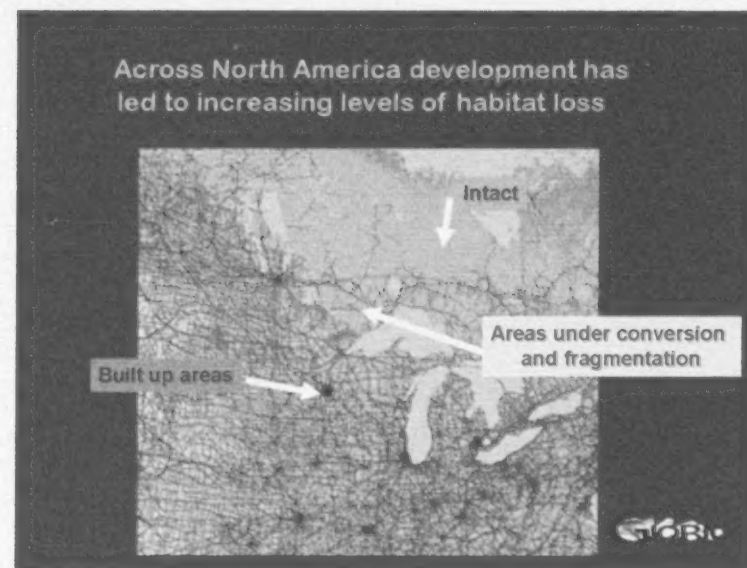 Across North America development has
led to increasing levels of habitat loss
Intact
Areas under conversion
and fragmentation
Built up areas
GLOBIO